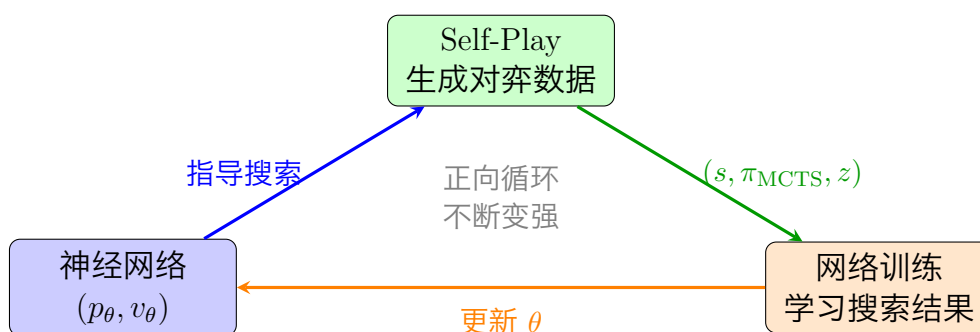 Self-Play
生成对弈数据
指导搜索
正向循环
不断变强
(s, π_MCTS, z)
神经网络
(p_θ, v_θ)
网络训练
学习搜索结果
更新 θ